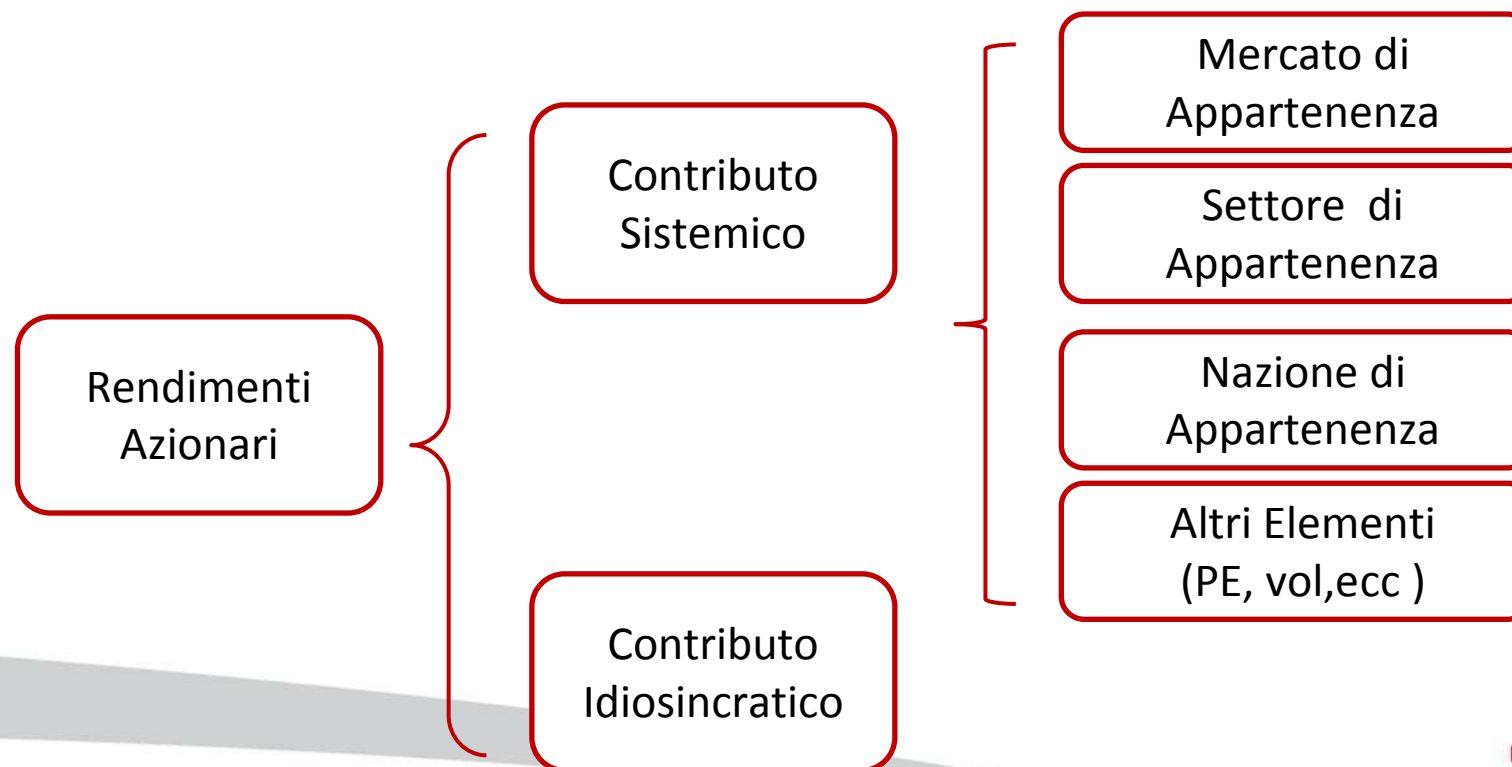 Rendimenti
Azionari
Contributo
Sistemico
Contributo
Idiosincratico
Mercato di
Appartenenza
Settore  di
Appartenenza
Nazione di
Appartenenza
Altri Elementi
(PE, vol,ecc )